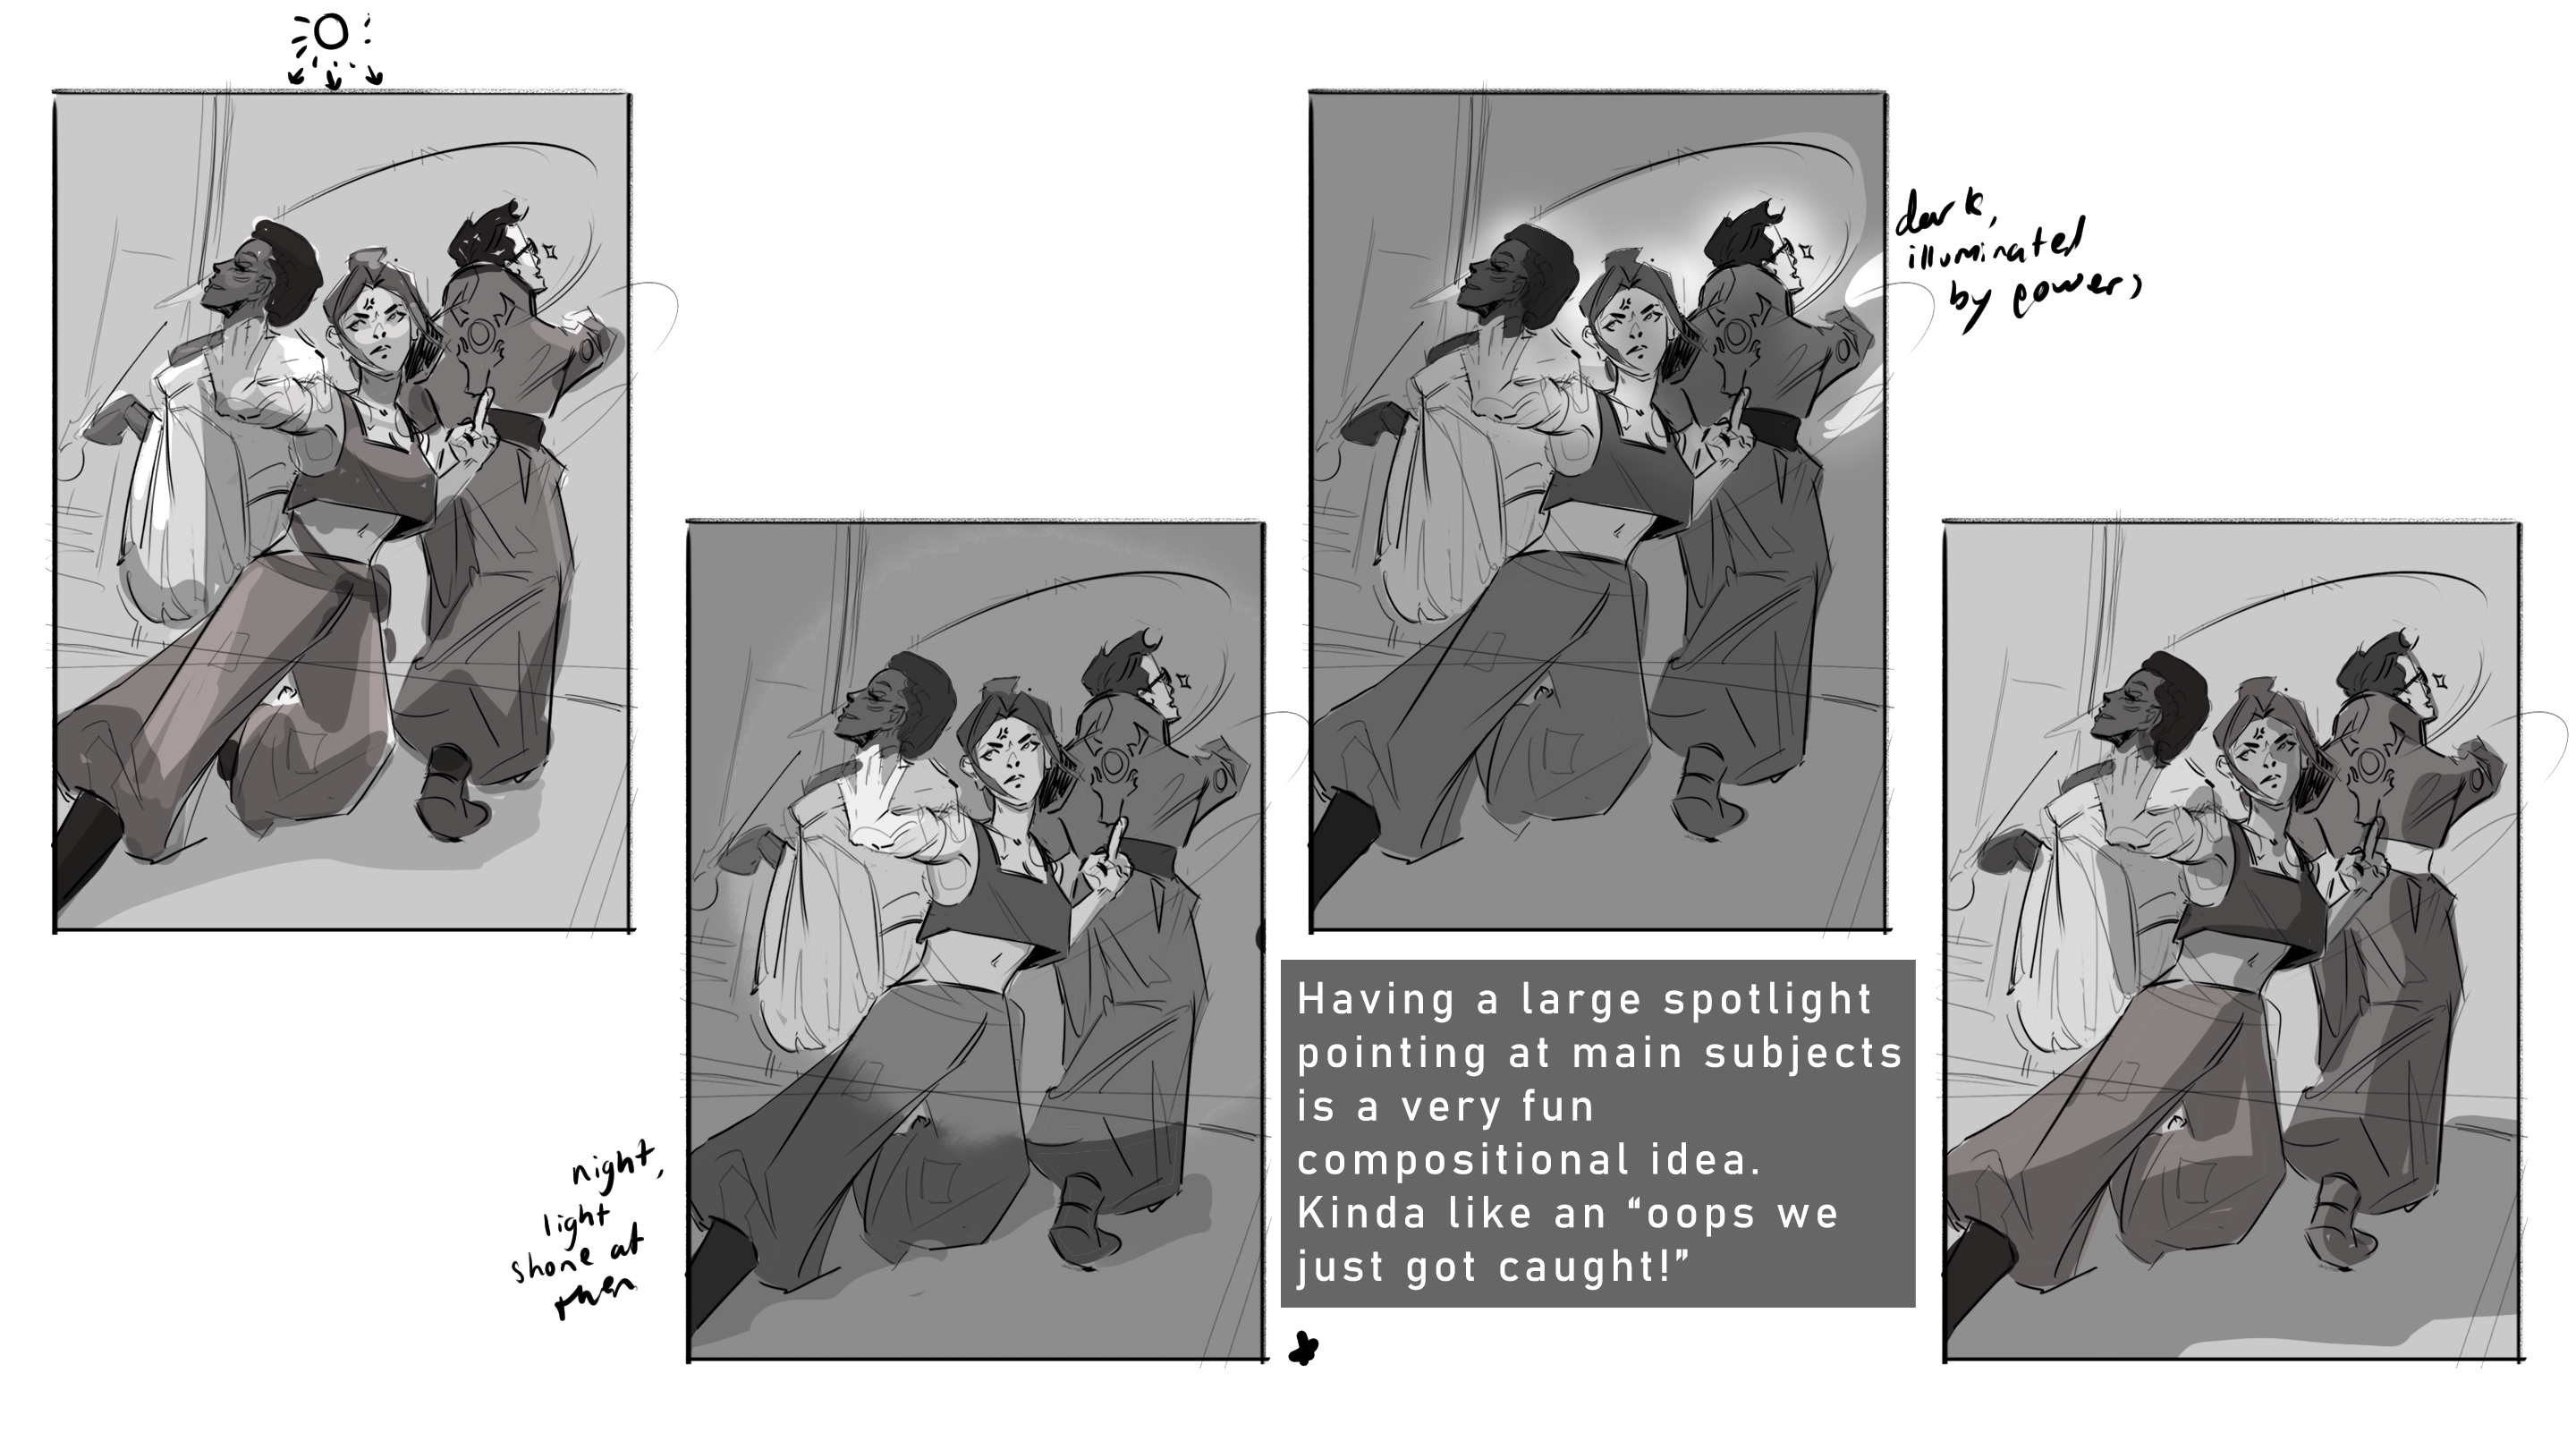 dark,
illuminated
by powers
Having a large spotlight
pointing at main subjects
is a very fun
compositional idea.
Kinda like an “oops we
just got caught!”
night,
light
shone at
them